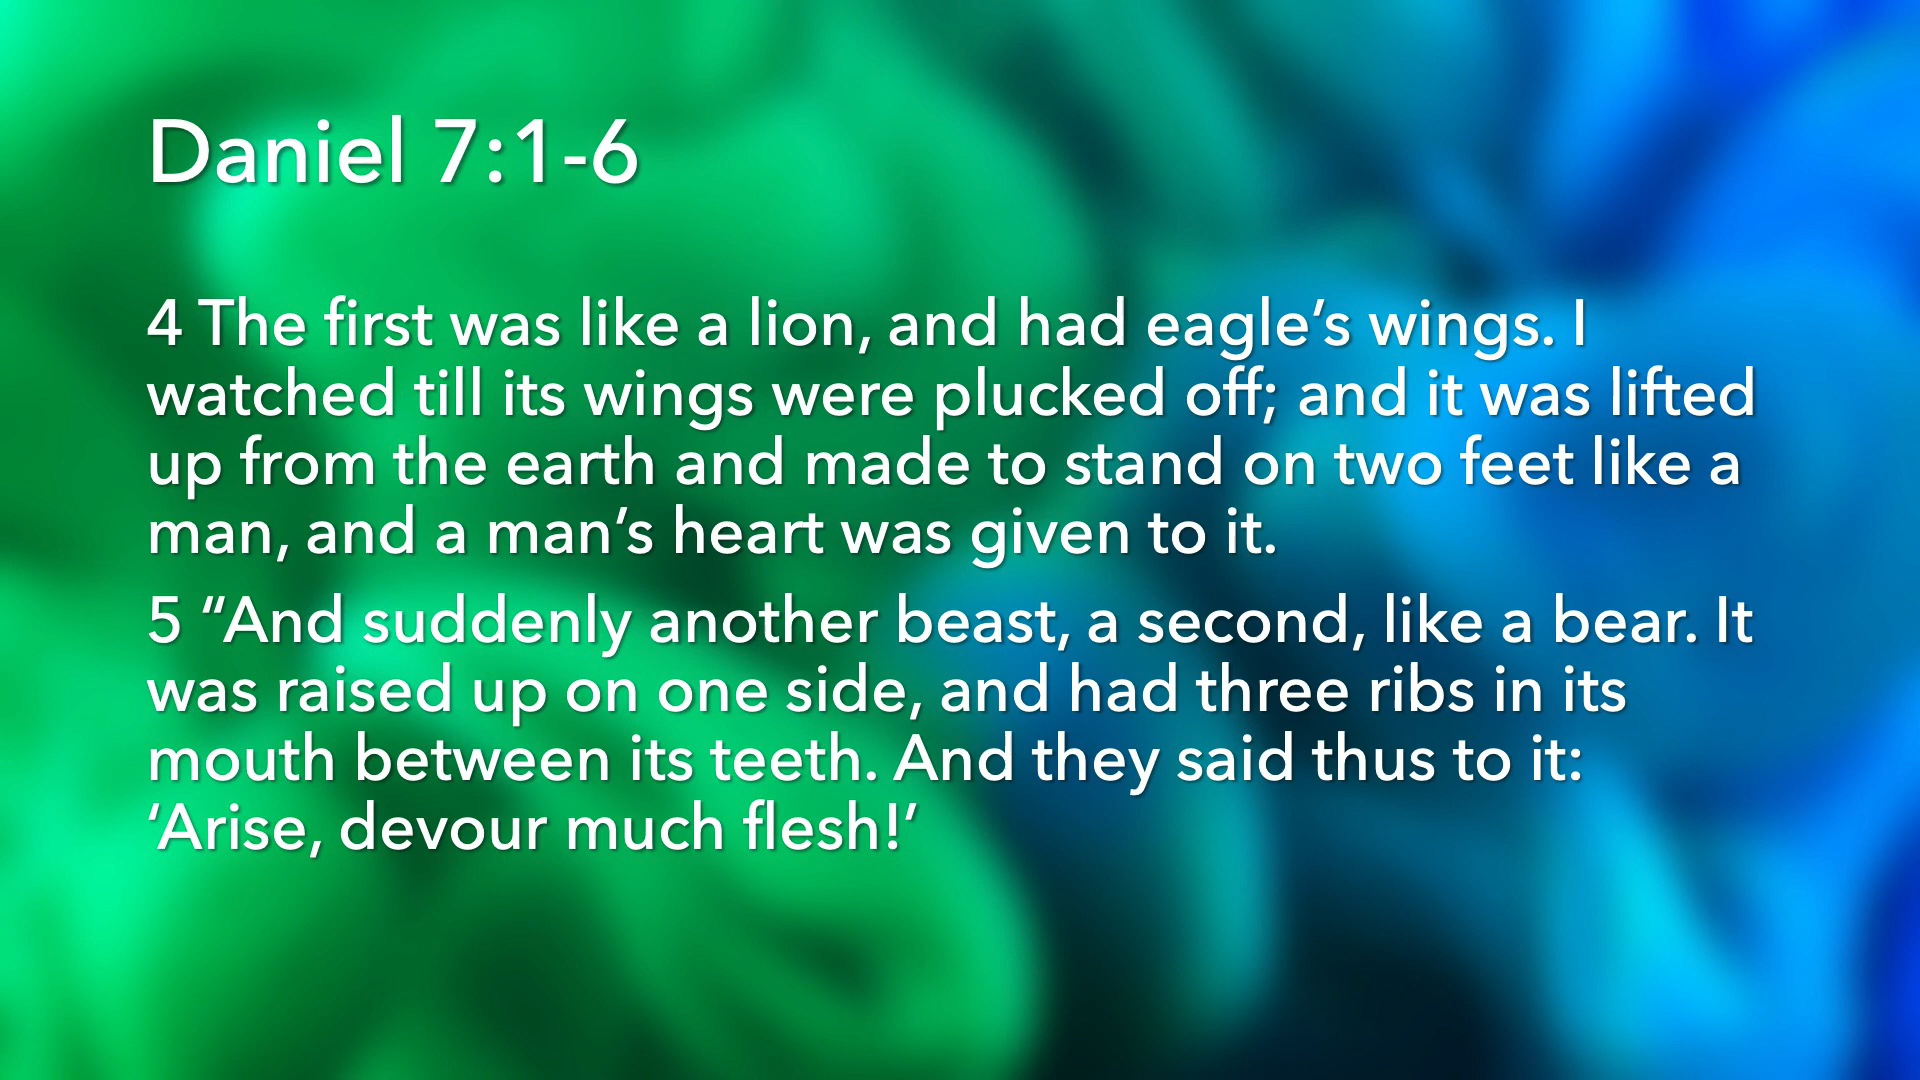 Daniel 7:1-6
4 The first was like a lion, and had eagle’s wings. I
watched till its wings were plucked off; and it was lifted
up from the earth and made to stand on two feet like a
man, and a man’s heart was given to it.
5 “And suddenly another beast, a second, like a bear. It
was raised up on one side, and had three ribs in its
mouth between its teeth. And they said thus to it:
‘Arise, devour much flesh!’